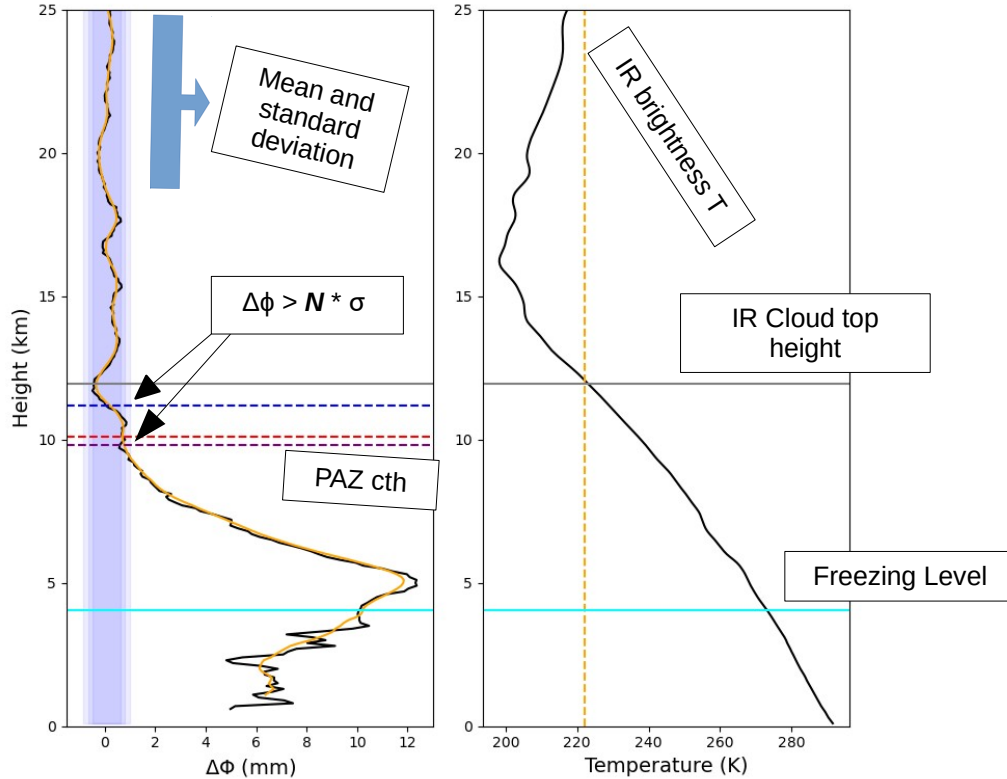 25
20
15
10
5
0
Height (km)
0
2
4
6
8
10
12
ΔΦ (mm)
Mean and
standard
deviation
Δϕ > N * σ
PAZ cth
25
20
15
10
5
0
200
220
240
260
280
Temperature (K)
IR brightness T
IR Cloud top
height
Freezing Level